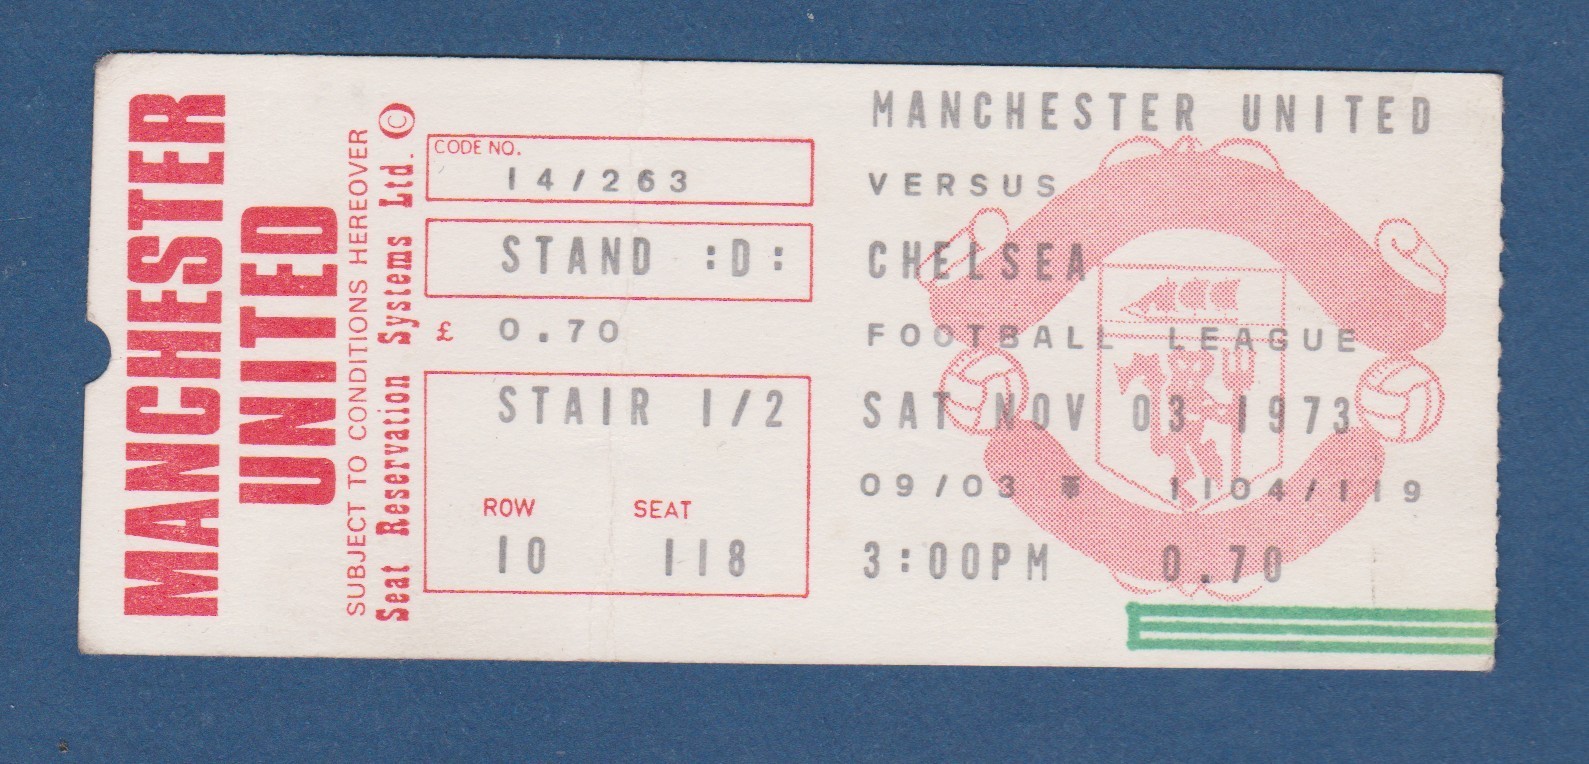 MANCHESTER
UNITED
SUBJECT TO CONDITIONS HEREOVER
Seat Reservation Systems Ltd. ©
CODE NO.
14/263
STAND :D:
£ 0.70
STAIR 1/2
ROW SEAT
10 118
MANCHESTER UNITED
VERSUS
CHELSEA
FOOTBALL LEAGUE
SAT NOV 03 1973
09/03 1104/119
3:00PM 0.70